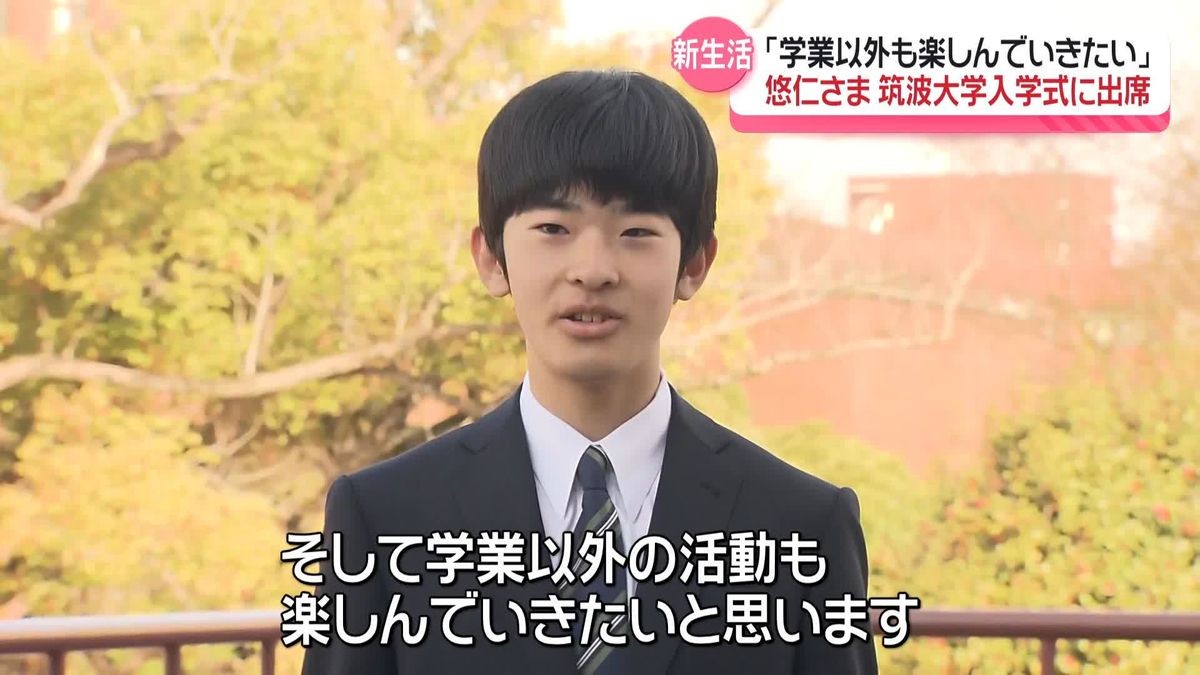 新生活
「学業以外も楽しんでいきたい」
悠仁さま 筑波大学入学式に出席
そして学業以外の活動も
楽しんでいきたいと思います